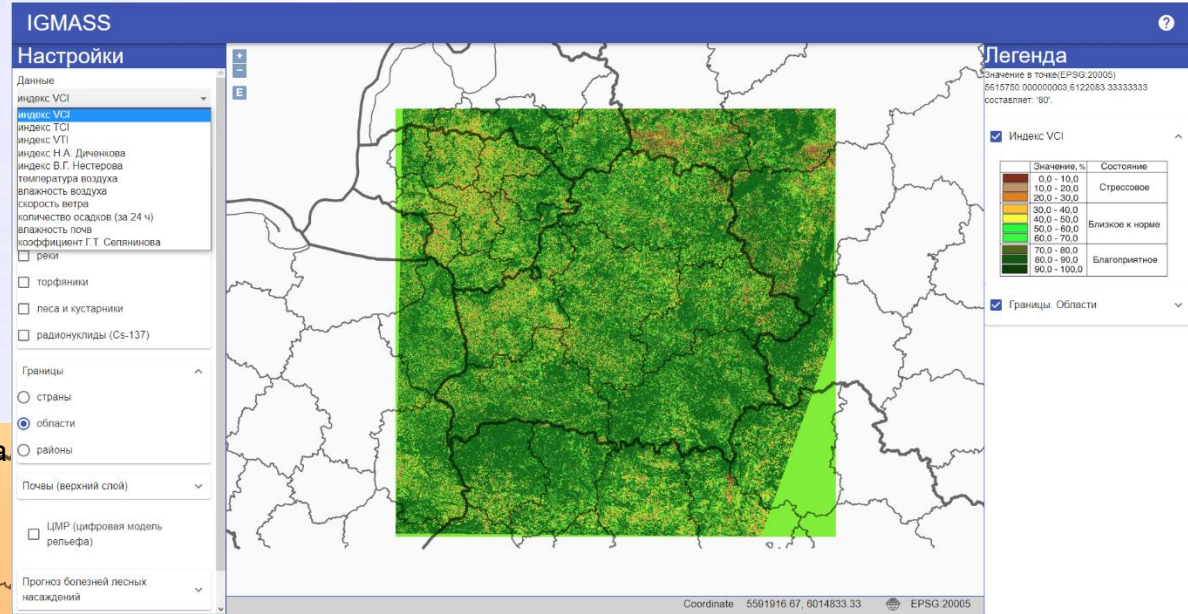 IGMASS
?
Настройки
Данные
индекс VCI
индекс VCI
индекс TCI
индекс VTI
индекс Н.А. Диченкова
индекс В.Г. Нестерова
температура воздуха
влажность воздуха
скорость ветра
количество осадков (за 24 ч)
влажность почв
коэффициент Г.Т. Селянинова
реки
торфяники
леса и кустарники
радионуклиды (Cs-137)
Границы
страны
области
районы
Почвы (верхний слой)
ЦМР (цифровая модель
рельефа)
Прогноз болезней лесных
насаждений
а
+
−
E
Coordinate 5591916.67, 6014833.33 EPSG:20005
Легенда
Значение в точке(EPSG:20005)
5615750.000000003,6122083.33333333
составляет: '80'.
Индекс VCI
Значение, % Состояние
0,0 - 10,0
10,0 - 20,0 Стрессовое
20,0 - 30,0
30,0 - 40,0
40,0 - 50,0 Близкое к норме
50,0 - 60,0
60,0 - 70,0
70,0 - 80,0
80,0 - 90,0 Благоприятное
90,0 - 100,0
Границы. Области